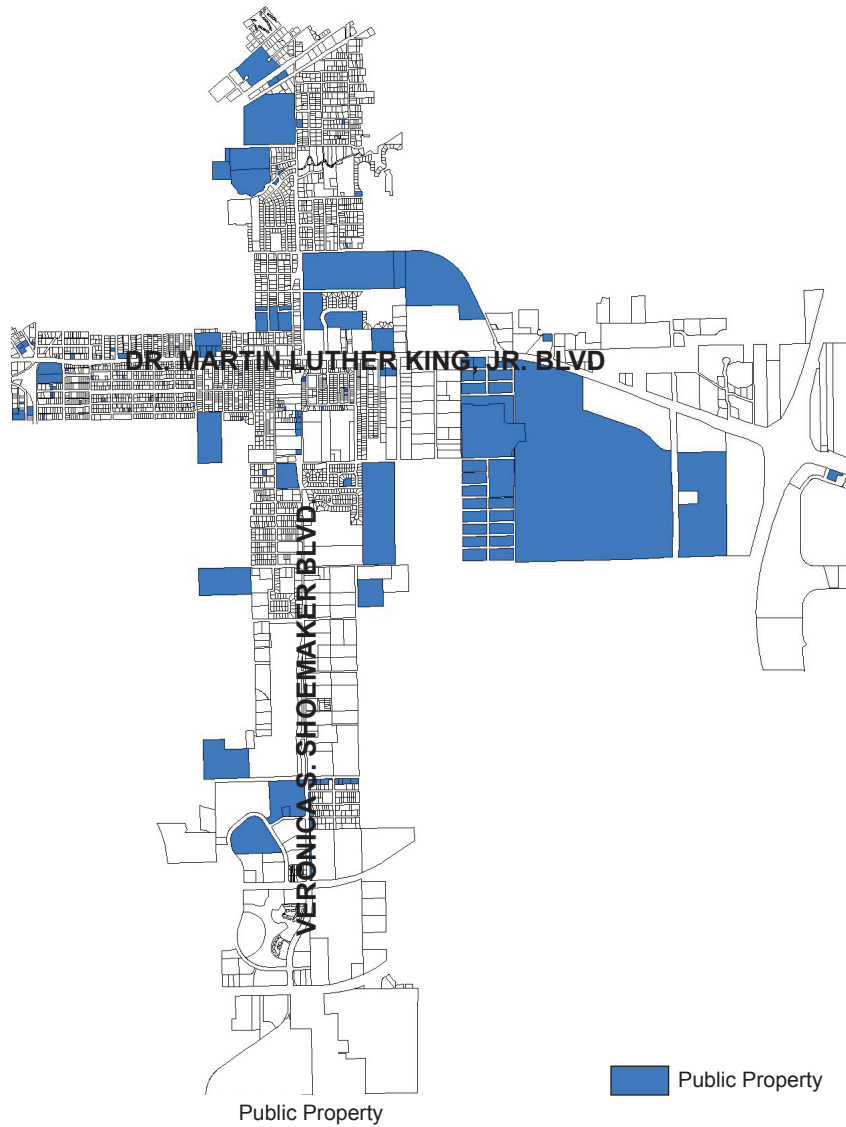 DR. MARTIN LUTHER KING, JR. BLVD
VERONICA S. SHOEMAKER BLVD.
Public Property
Public Property